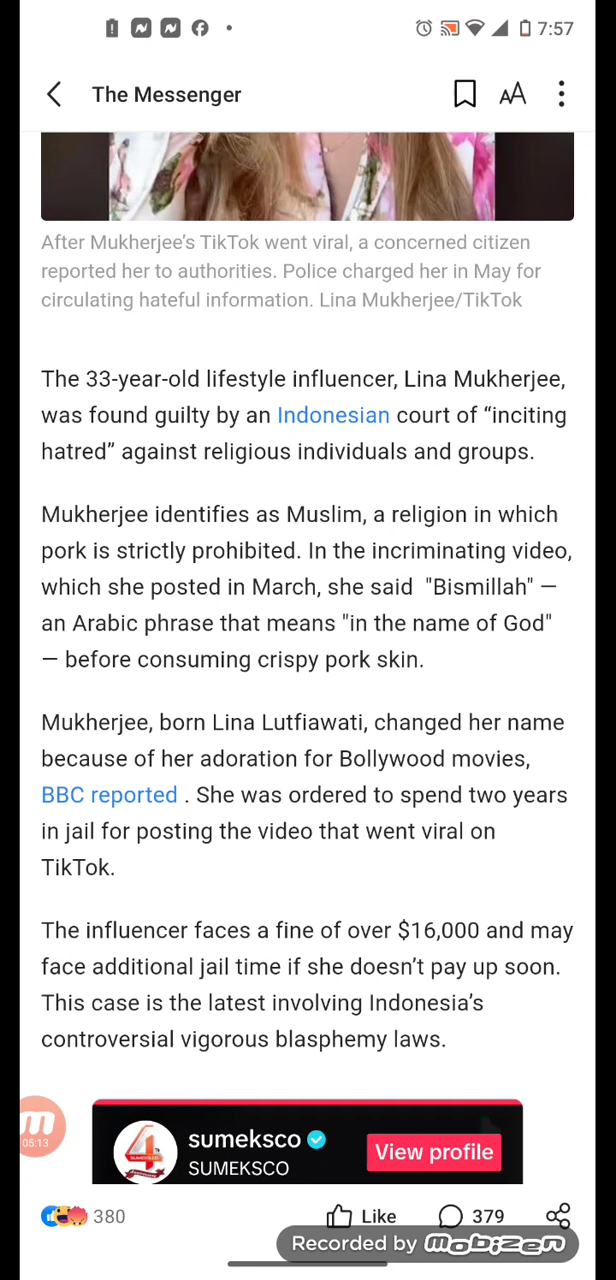 7:57
The Messenger
AA
After Mukherjee’s TikTok went viral, a concerned citizen
reported her to authorities. Police charged her in May for
circulating hateful information. Lina Mukherjee/TikTok
The 33-year-old lifestyle influencer, Lina Mukherjee,
was found guilty by an Indonesian court of “inciting
hatred” against religious individuals and groups.
Mukherjee identifies as Muslim, a religion in which
pork is strictly prohibited. In the incriminating video,
which she posted in March, she said "Bismillah" —
an Arabic phrase that means "in the name of God"
— before consuming crispy pork skin.
Mukherjee, born Lina Lutfiawati, changed her name
because of her adoration for Bollywood movies,
BBC reported . She was ordered to spend two years
in jail for posting the video that went viral on
TikTok.
The influencer faces a fine of over $16,000 and may
face additional jail time if she doesn’t pay up soon.
This case is the latest involving Indonesia’s
controversial vigorous blasphemy laws.
m
05:13
4
sumeksco
SUMEKSCO
View profile
380
Like
379
Recorded by mobizen